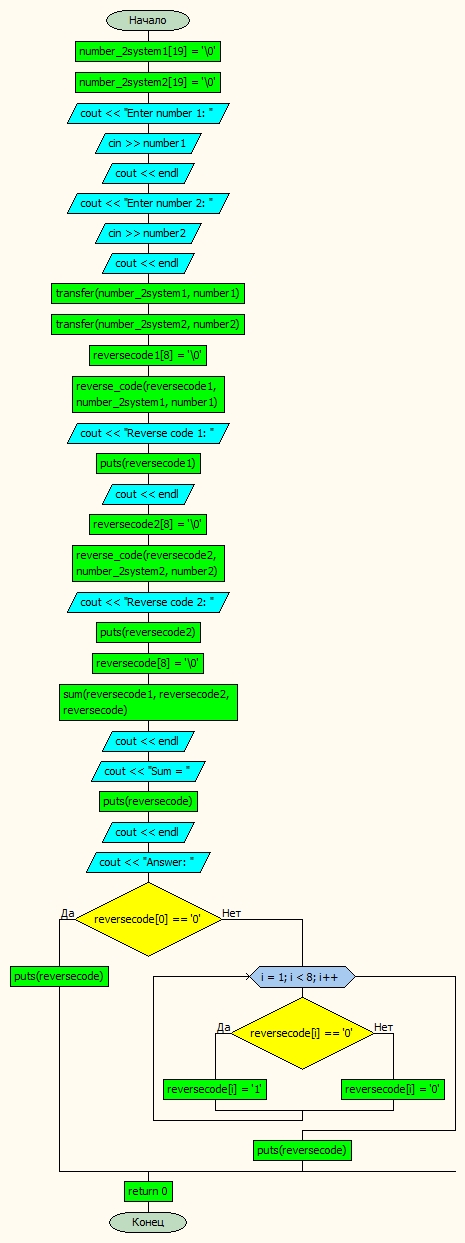 Начало
number_2system1[19] = '\0'
number_2system2[19] = '\0'
cout << "Enter number 1: "
cin >> number1
cout << endl
cout << "Enter number 2: "
cin >> number2
cout << endl
transfer(number_2system1, number1)
transfer(number_2system2, number2)
reversecode1[8] = '\0'
reverse_code(reversecode1,
number_2system1, number1)
cout << "Reverse code 1: "
puts(reversecode1)
cout << endl
reversecode2[8] = '\0'
reverse_code(reversecode2,
number_2system2, number2)
cout << "Reverse code 2: "
puts(reversecode2)
reversecode[8] = '\0'
sum(reversecode1, reversecode2,
reversecode)
cout << endl
cout << "Sum = "
puts(reversecode)
cout << endl
cout << "Answer: "
Да
reversecode[0] == '0'
Нет
puts(reversecode)
i = 1; i < 8; i++
Да
reversecode[i] == '0'
Нет
reversecode[i] = '1'
reversecode[i] = '0'
puts(reversecode)
return 0
Конец